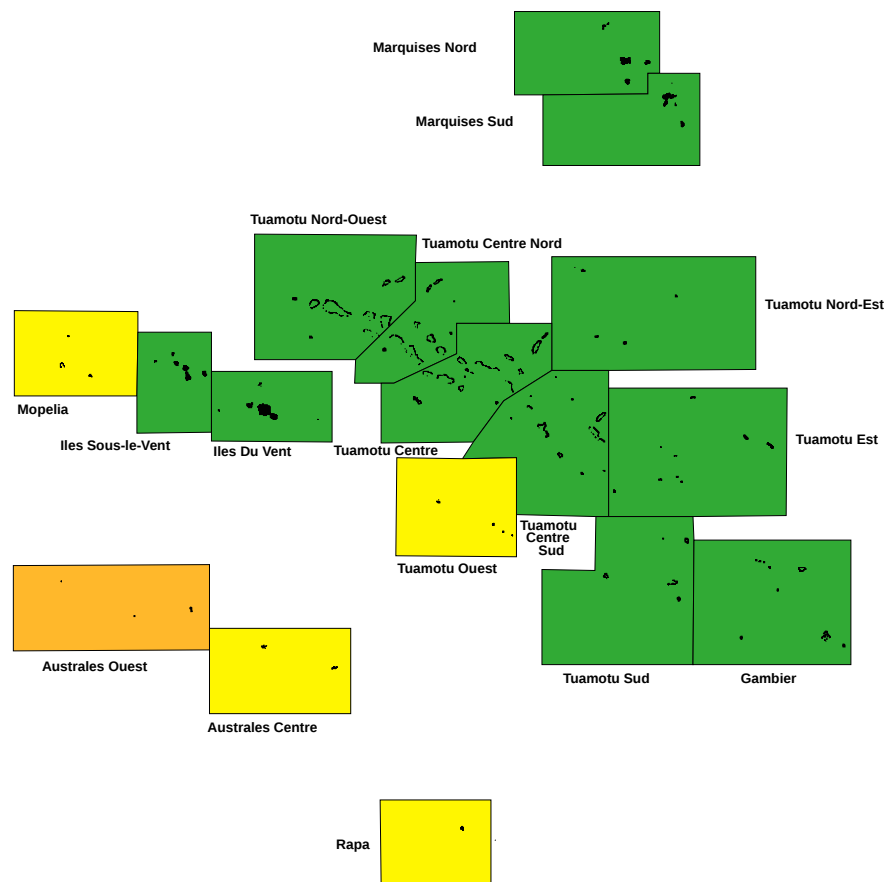 Marquises Nord
Marquises Sud
Tuamotu Nord-Ouest
Tuamotu Centre Nord
Tuamotu Nord-Est
Mopelia
Iles Sous-le-Vent
Iles Du Vent
Tuamotu Centre
Tuamotu Est
Tuamotu
Centre
Sud
Tuamotu Ouest
Australes Ouest
Tuamotu Sud
Gambier
Australes Centre
Rapa